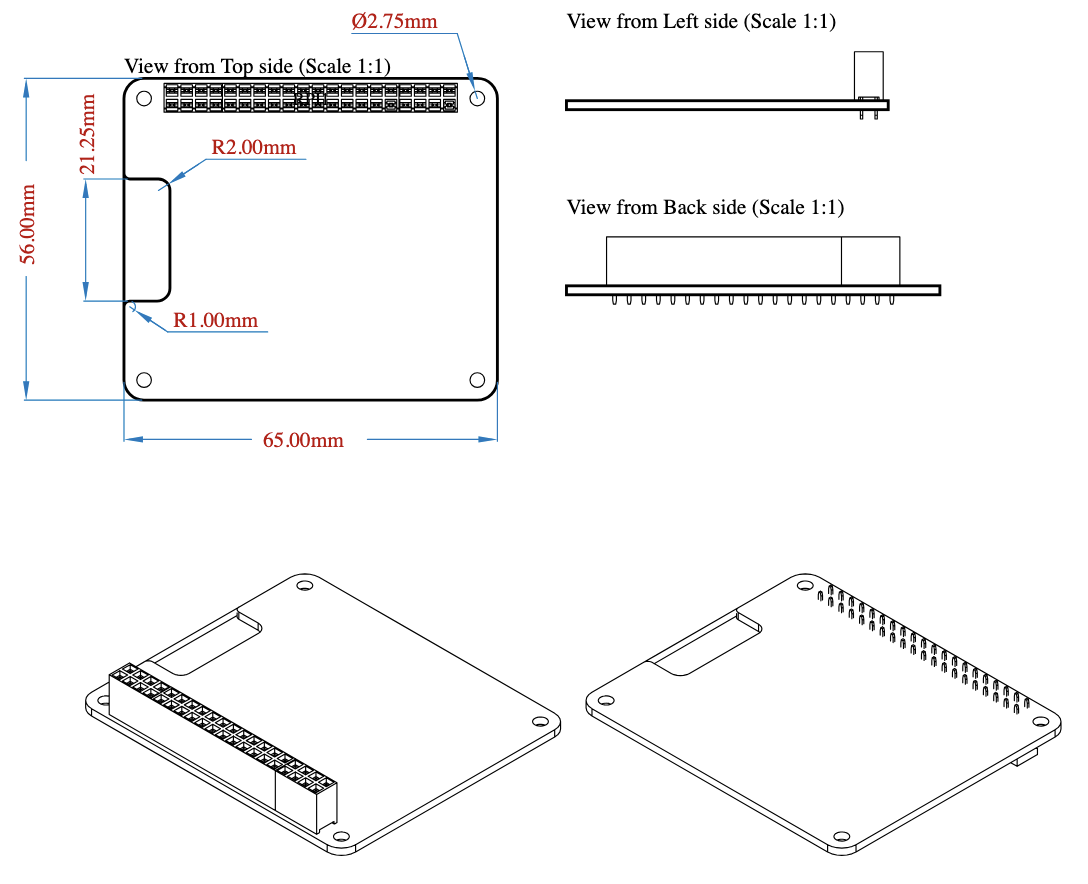 Ø2.75mm
View from Left side (Scale 1:1)
View from Top side (Scale 1:1)
21.25mm
R2.00mm
56.00mm
View from Back side (Scale 1:1)
R1.00mm
65.00mm